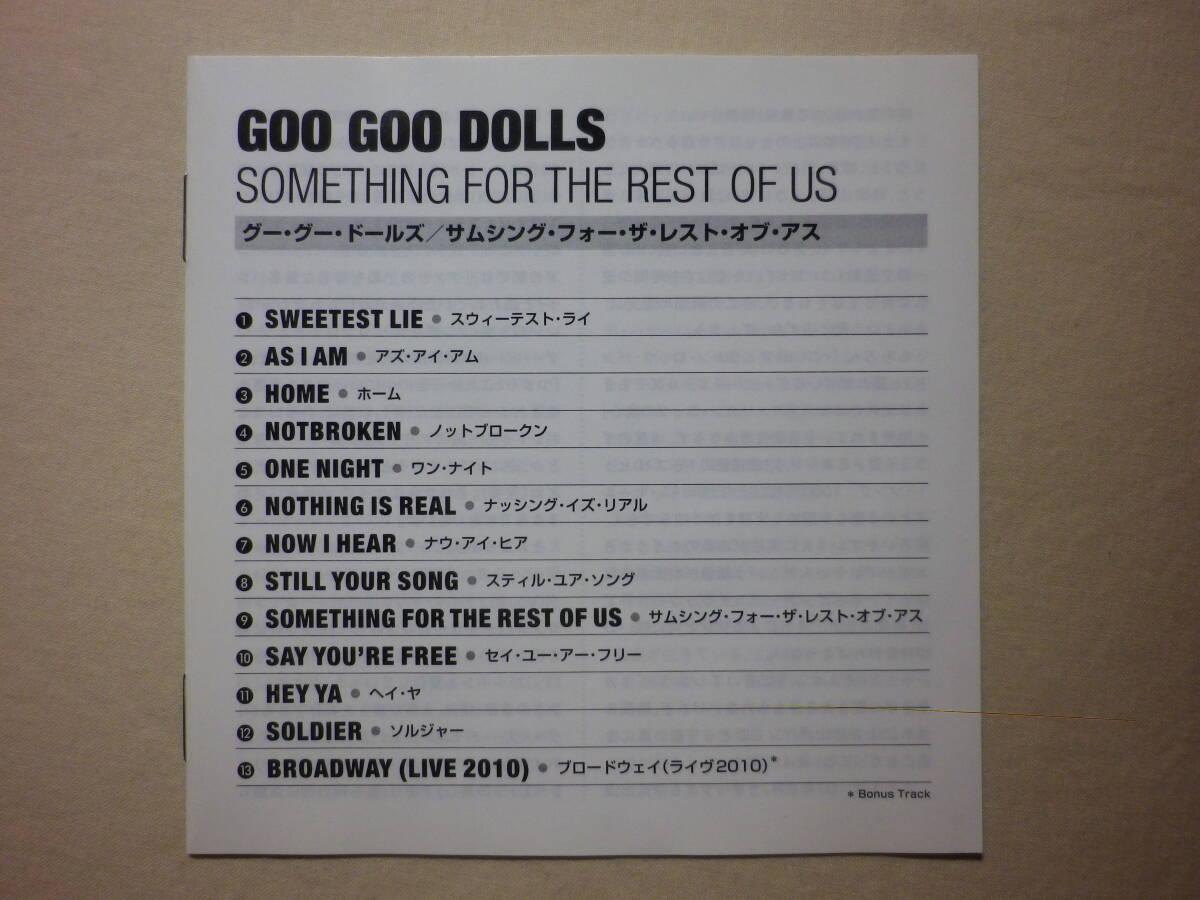 GOO GOO DOLLS
SOMETHING FOR THE REST OF US
グー・グー・ドールズ／サムシング・フォー・ザ・レスト・オブ・アス
❶ SWEETEST LIE ● スウィーテスト・ライ
❷ AS I AM ● アズ・アイ・アム
❸ HOME ● ホーム
❹ NOTBROKEN ● ノットブロークン
❺ ONE NIGHT ● ワン・ナイト
❻ NOTHING IS REAL ● ナッシング・イズ・リアル
❼ NOW I HEAR ● ナウ・アイ・ヒア
❽ STILL YOUR SONG ● スティル・ユア・ソング
❾ SOMETHING FOR THE REST OF US ● サムシング・フォー・ザ・レスト・オブ・アス
❿ SAY YOU'RE FREE ● セイ・ユー・アー・フリー
⓫ HEY YA ● ヘイ・ヤ
⓬ SOLDIER ● ソルジャー
⓭ BROADWAY (LIVE 2010) ● ブロードウェイ（ライヴ2010）*
* Bonus Track